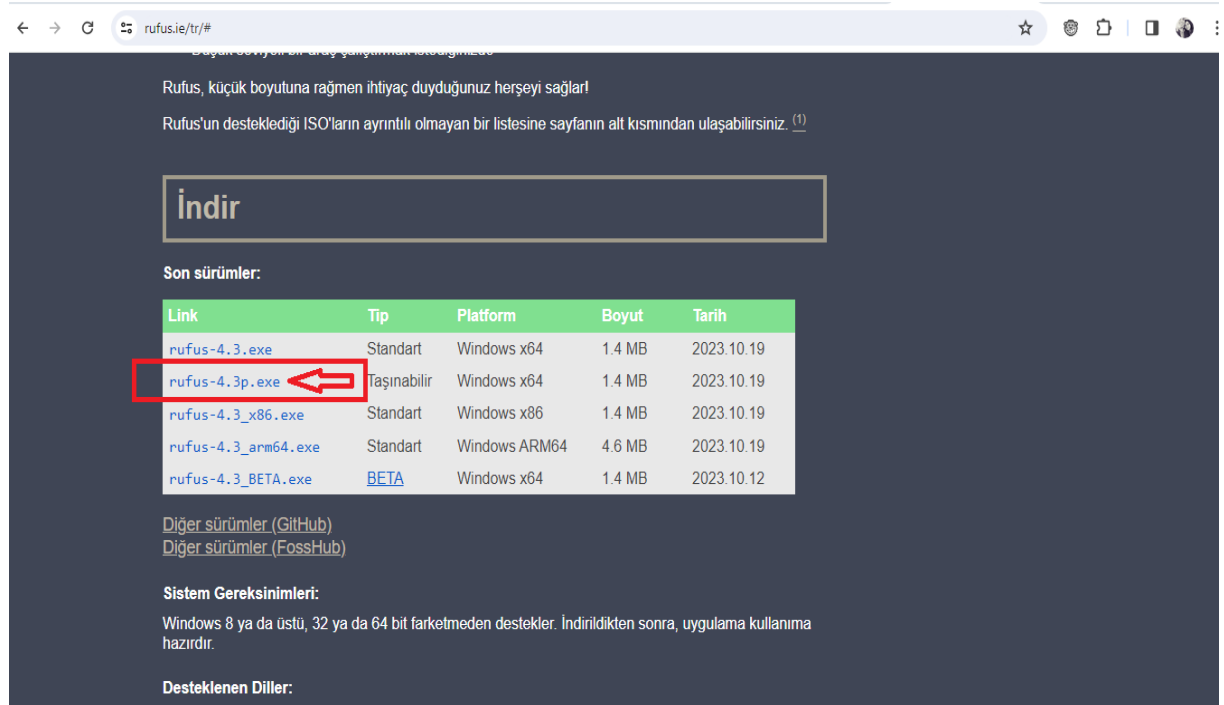 rufus.ie/tr/#
Düşük seviyeli bir araç çalıştırmak istediğinizde
Rufus, küçük boyutuna rağmen ihtiyaç duyduğunuz herşeyi sağlar!
Rufus'un desteklediği ISO'ların ayrıntılı olmayan bir listesine sayfanın alt kısmından ulaşabilirsiniz. (1)
İndir
Son sürümler:
Link Tip Platform Boyut Tarih
rufus-4.3.exe Standart Windows x64 1.4 MB 2023.10.19
rufus-4.3p.exe Taşınabilir Windows x64 1.4 MB 2023.10.19
rufus-4.3_x86.exe Standart Windows x86 1.4 MB 2023.10.19
rufus-4.3_arm64.exe Standart Windows ARM64 4.6 MB 2023.10.19
rufus-4.3_BETA.exe BETA Windows x64 1.4 MB 2023.10.12
Diğer sürümler (GitHub)
Diğer sürümler (FossHub)
Sistem Gereksinimleri:
Windows 8 ya da üstü, 32 ya da 64 bit farketmeden destekler. İndirildikten sonra, uygulama kullanıma
hazırdır.
Desteklenen Diller: